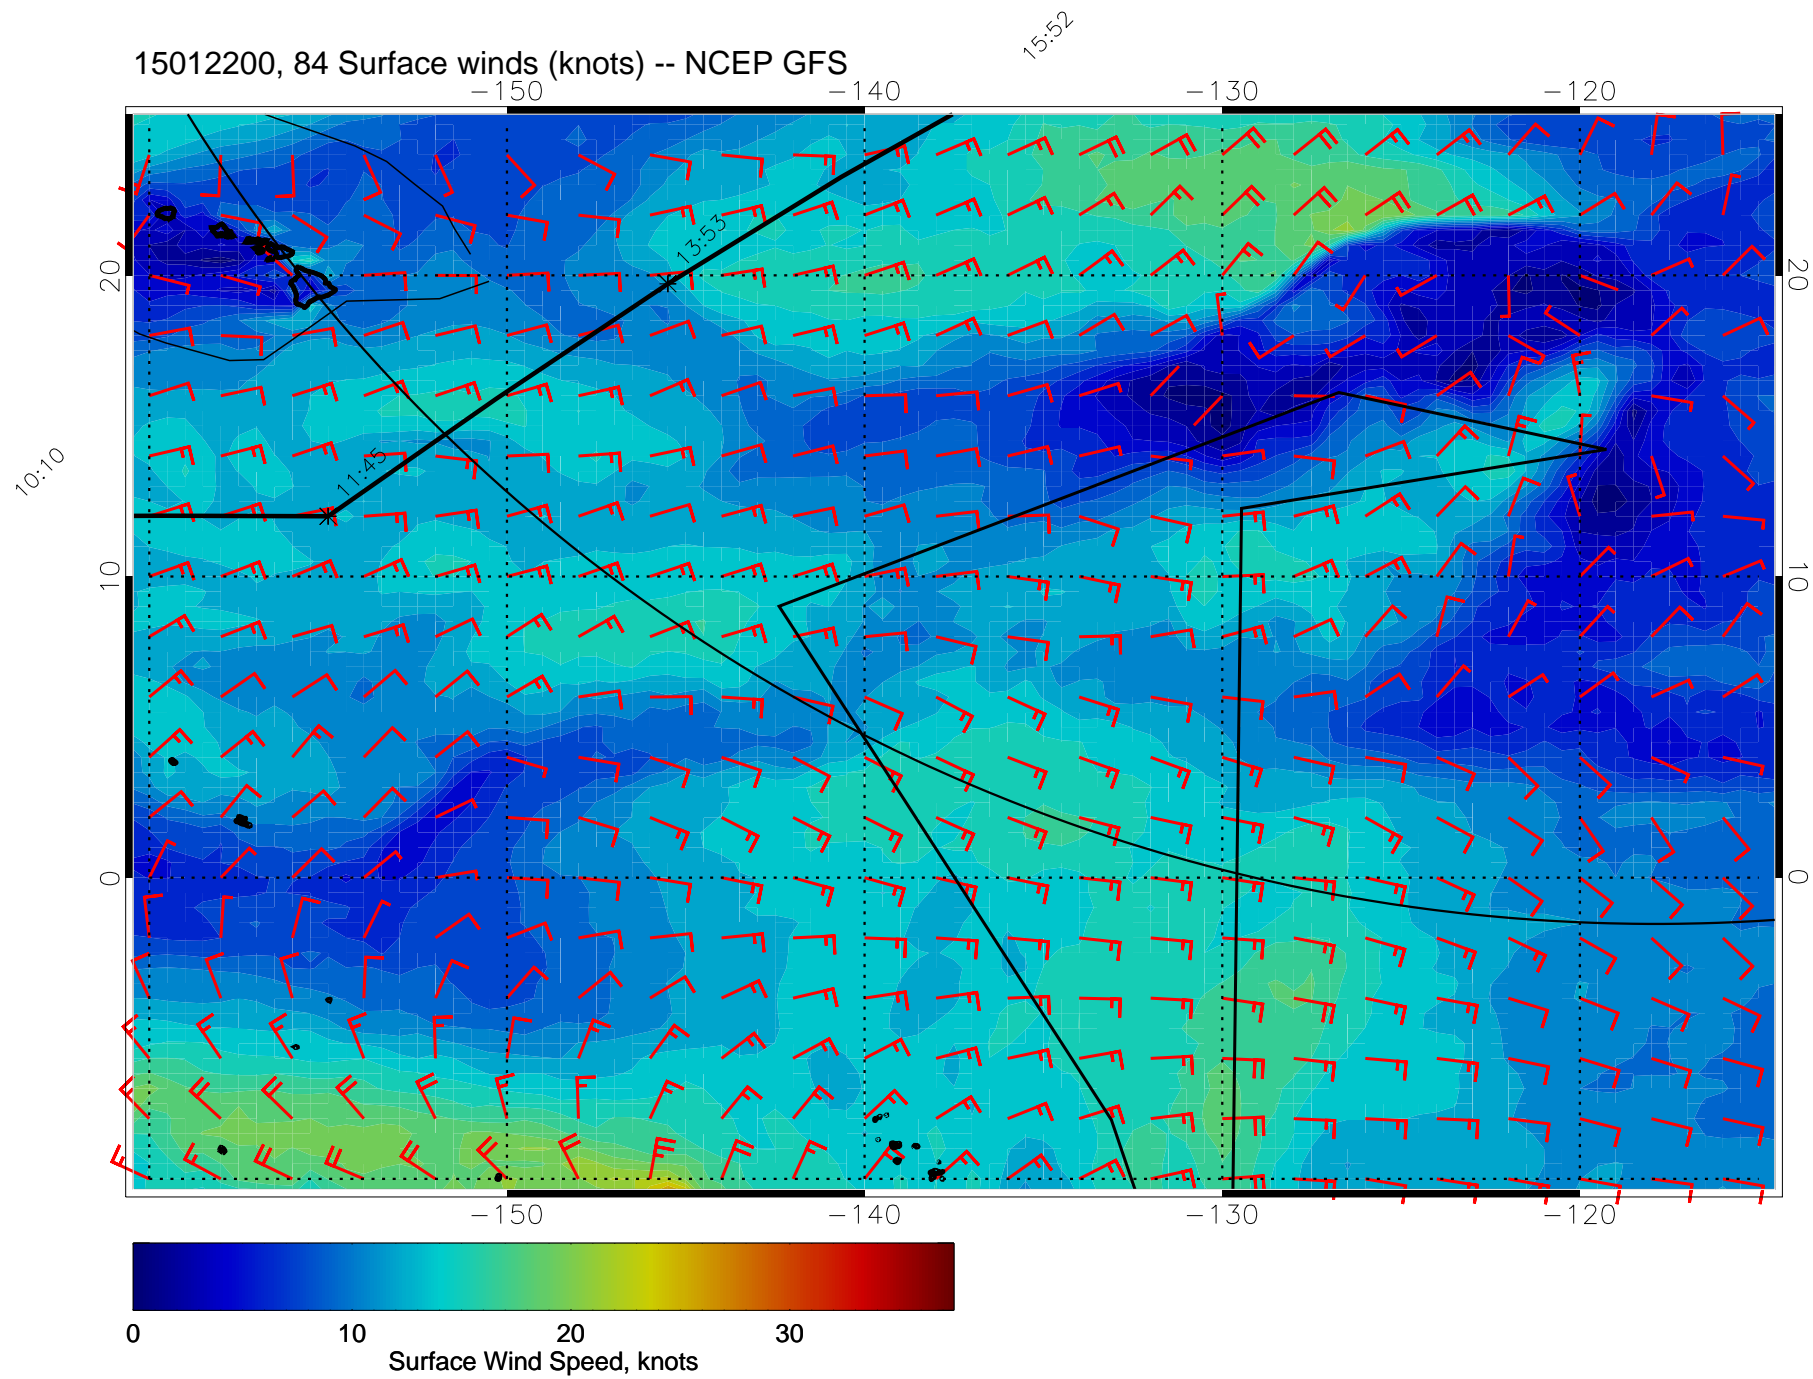 15:52
15012200, 84 Surface winds (knots) -- NCEP GFS
−150 −140 −130 −120
13:53
20 20
11:45
10:10
10 10
0 0
−150 −140 −130 −120
0 10 20 30
Surface Wind Speed, knots